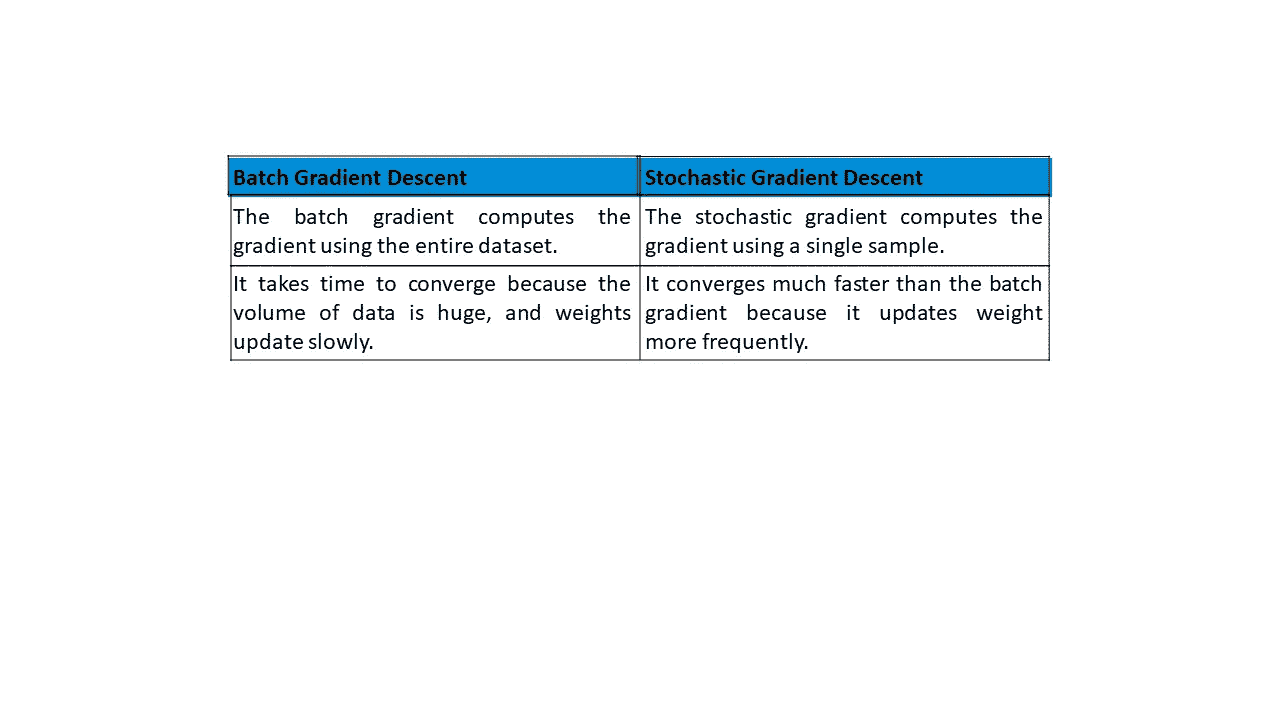 Batch Gradient Descent
Stochastic Gradient Descent
The batch gradient computes the
gradient using the entire dataset.
The stochastic gradient computes the
gradient using a single sample.
It takes time to converge because the
volume of data is huge, and weights
update slowly.
It converges much faster than the batch
gradient because it updates weight
more frequently.